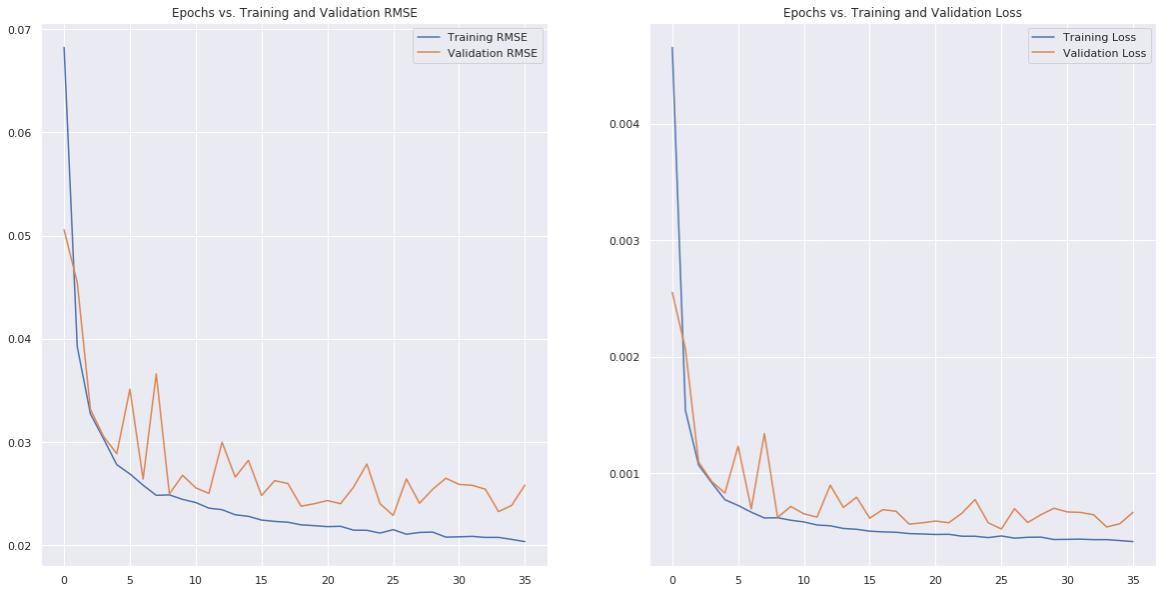 Epochs vs. Training and Validation RMSE
Training RMSE
Validation RMSE
0.07
0.06
0.05
0.04
0.03
0.02
0 5 10 15 20 25 30 35
Epochs vs. Training and Validation Loss
Training Loss
Validation Loss
0.004
0.003
0.002
0.001
0 5 10 15 20 25 30 35